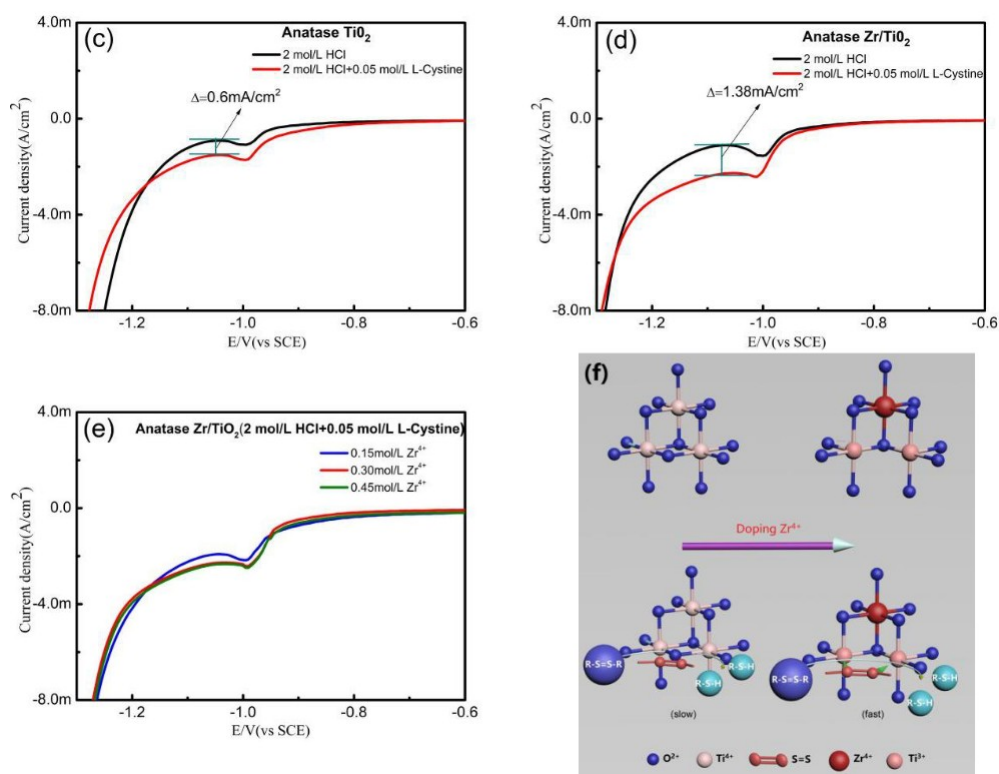 (c)
Anatase Ti0₂
2 mol/L HCl
2 mol/L HCl+0.05 mol/L L-Cystine
Δ=0.6mA/cm²
Current density(A/cm²)
4.0m
0.0
-4.0m
-8.0m
-1.2
-1.0
-0.8
-0.6
E/V(vs SCE)
(d)
Anatase Zr/Ti0₂
2 mol/L HCl
2 mol/L HCl+0.05 mol/L L-Cystine
Δ=1.38mA/cm²
Current density(A/cm²)
4.0m
0.0
-4.0m
-8.0m
-1.2
-1.0
-0.8
-0.6
E/V(vs SCE)
(e)
Anatase Zr/TiO₂(2 mol/L HCl+0.05 mol/L L-Cystine)
0.15mol/L Zr⁴⁺
0.30mol/L Zr⁴⁺
0.45mol/L Zr⁴⁺
Current density(A/cm²)
4.0m
0.0
-4.0m
-8.0m
-1.2
-1.0
-0.8
-0.6
E/V(vs SCE)
(f)
Doping Zr⁴⁺
R-S=S-R
R-S-H
R-S-H
(slow)
R-S=S-R
R-S-H
R-S-H
(fast)
O²⁺ Ti⁴⁺ S=S Zr⁴⁺ Ti³⁺